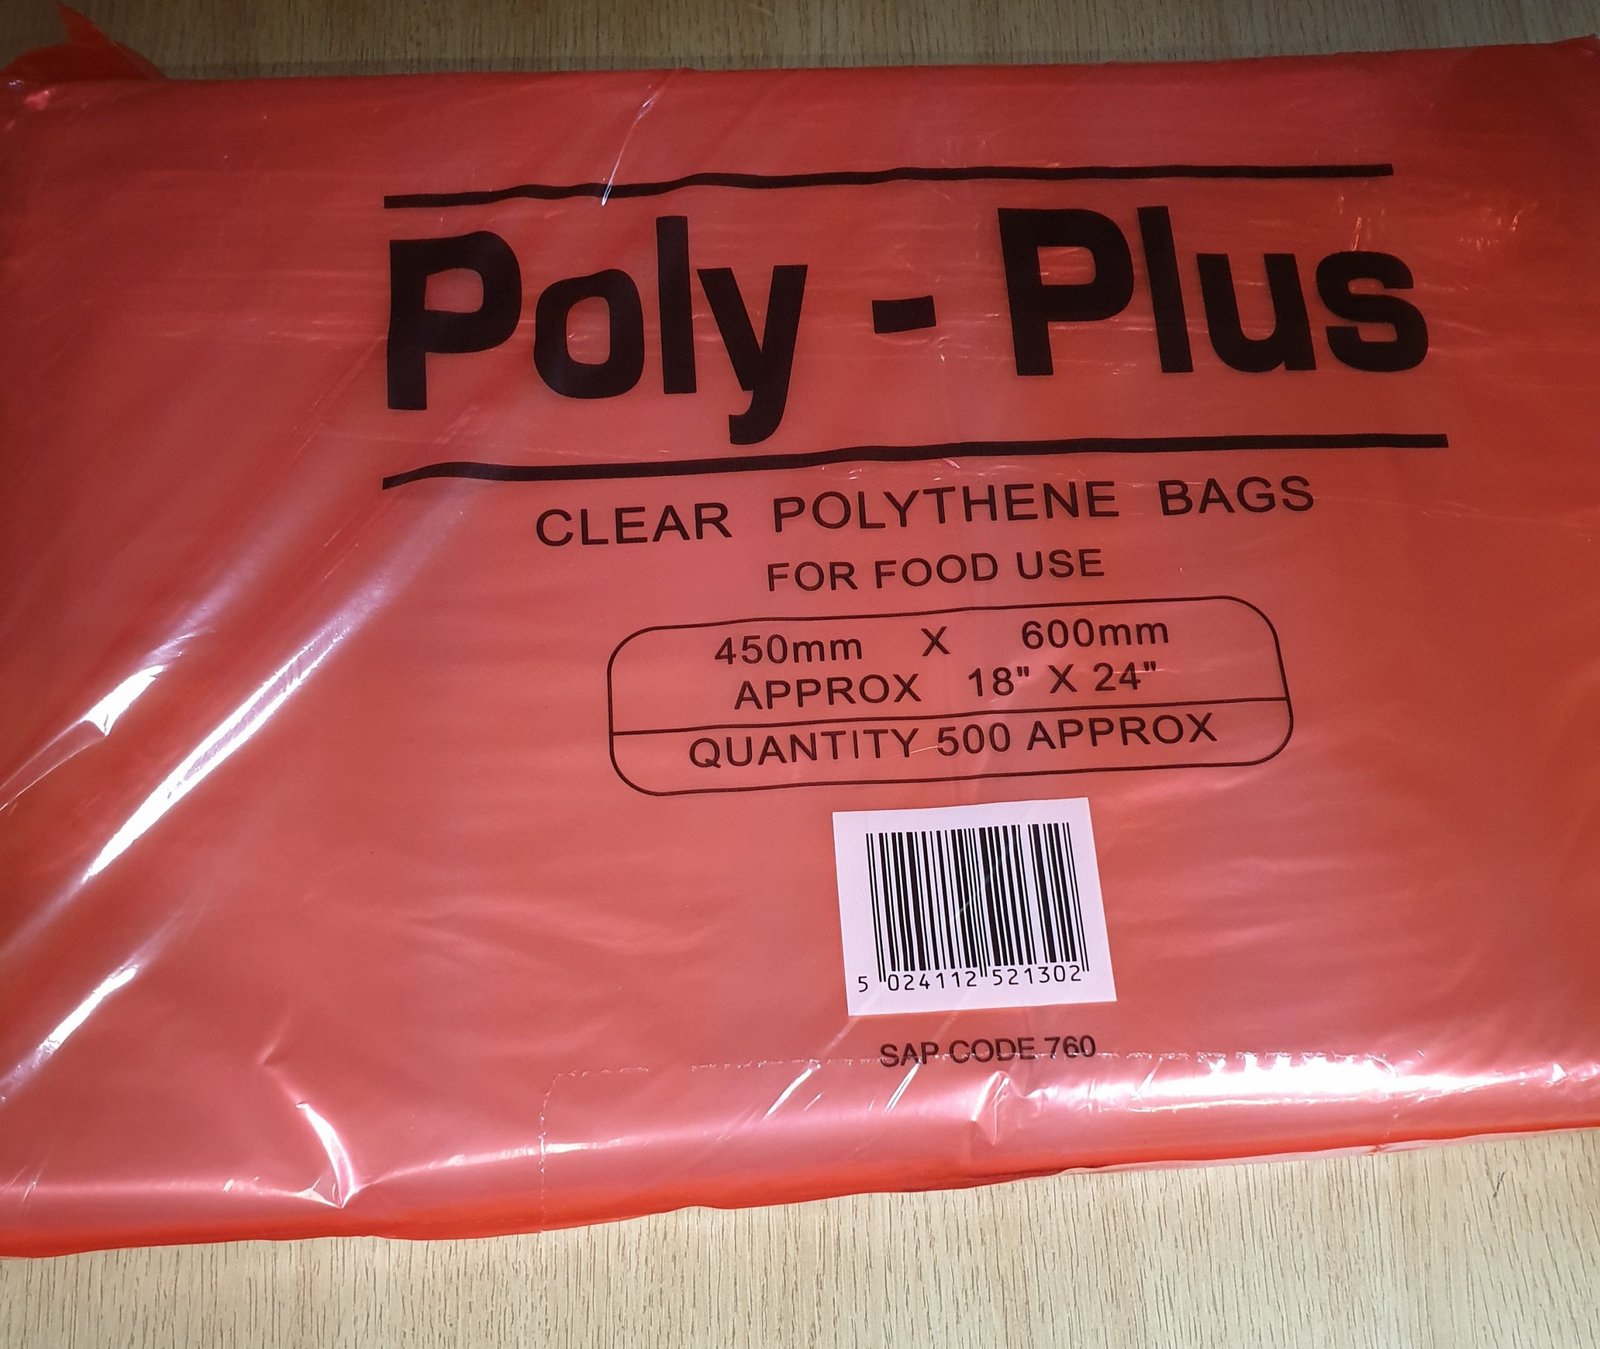 Poly - Plus
CLEAR POLYTHENE BAGS
FOR FOOD USE
450mm X 600mm
APPROX 18" X 24"
QUANTITY 500 APPROX
5 024112 521302
SAP CODE 760